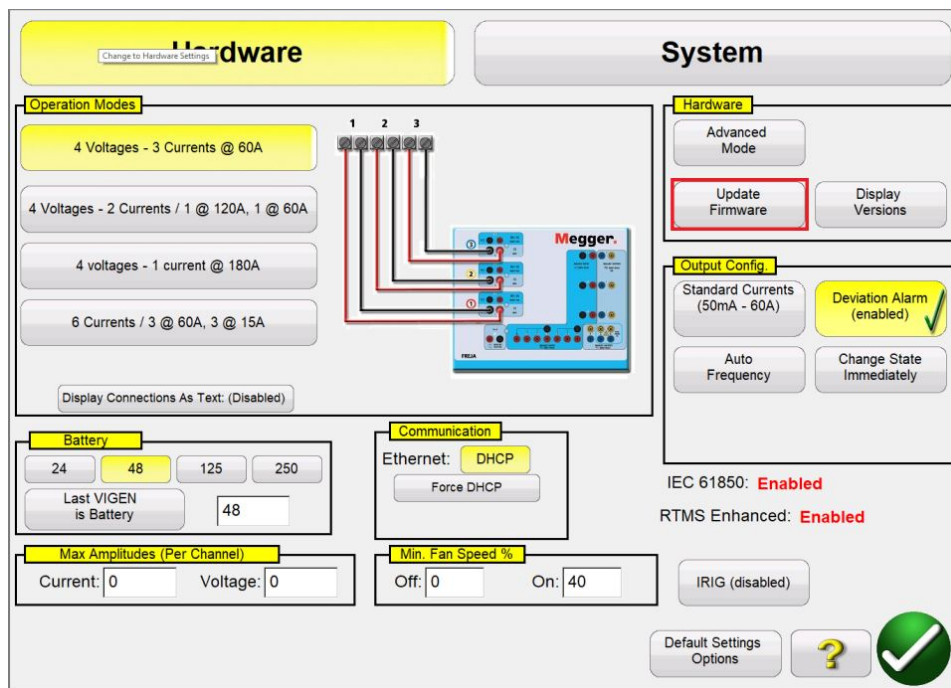 Hardware
Change to Hardware Settings
System
Operation Modes
4 Voltages - 3 Currents @ 60A
4 Voltages - 2 Currents / 1 @ 120A, 1 @ 60A
4 voltages - 1 current @ 180A
6 Currents / 3 @ 60A, 3 @ 15A
Display Connections As Text: (Disabled)
1 2 3
Megger.
3
2
1
FREJA
Hardware
Advanced
Mode
Update
Firmware
Display
Versions
Output Config.
Standard Currents
(50mA - 60A)
Deviation Alarm
(enabled)
Auto
Frequency
Change State
Immediately
Battery
24 48 125 250
Last VIGEN
is Battery
48
Communication
Ethernet: DHCP
Force DHCP
IEC 61850: Enabled
RTMS Enhanced: Enabled
Max Amplitudes (Per Channel)
Current: 0 Voltage: 0
Min. Fan Speed %
Off: 0 On: 40
IRIG (disabled)
Default Settings
Options
?